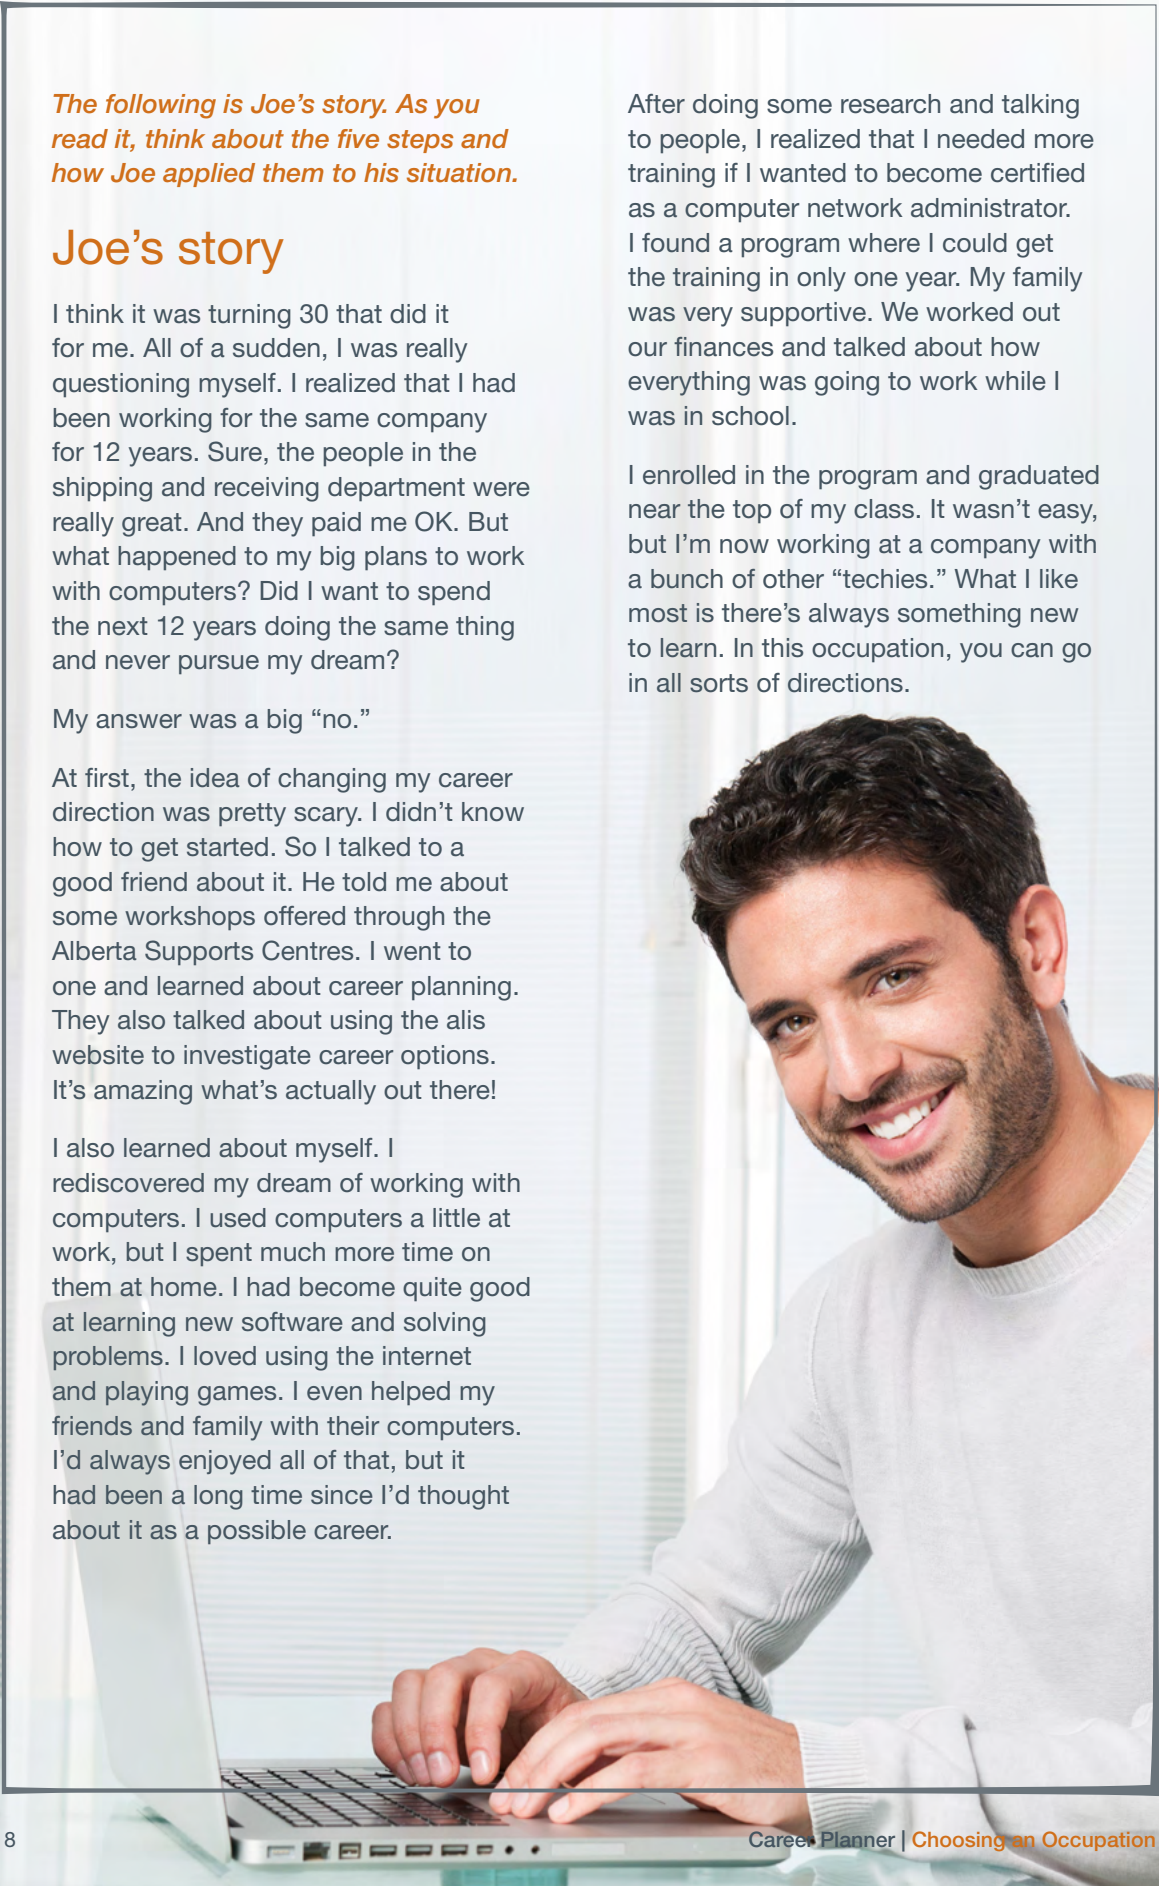 The following is Joe’s story. As you
read it, think about the five steps and
how Joe applied them to his situation.
Joe’s story
I think it was turning 30 that did it
for me. All of a sudden, I was really
questioning myself. I realized that I had
been working for the same company
for 12 years. Sure, the people in the
shipping and receiving department were
really great. And they paid me OK. But
what happened to my big plans to work
with computers? Did I want to spend
the next 12 years doing the same thing
and never pursue my dream?
My answer was a big “no.”
At first, the idea of changing my career
direction was pretty scary. I didn’t know
how to get started. So I talked to a
good friend about it. He told me about
some workshops offered through the
Alberta Supports Centres. I went to
one and learned about career planning.
They also talked about using the alis
website to investigate career options.
It’s amazing what’s actually out there!
I also learned about myself. I
rediscovered my dream of working with
computers. I used computers a little at
work, but I spent much more time on
them at home. I had become quite good
at learning new software and solving
problems. I loved using the internet
and playing games. I even helped my
friends and family with their computers.
I’d always enjoyed all of that, but it
had been a long time since I’d thought
about it as a possible career.
After doing some research and talking
to people, I realized that I needed more
training if I wanted to become certified
as a computer network administrator.
I found a program where I could get
the training in only one year. My family
was very supportive. We worked out
our finances and talked about how
everything was going to work while I
was in school.
I enrolled in the program and graduated
near the top of my class. It wasn’t easy,
but I’m now working at a company with
a bunch of other “techies.” What I like
most is there’s always something new
to learn. In this occupation, you can go
in all sorts of directions.
8
Career Planner | Choosing an Occupation